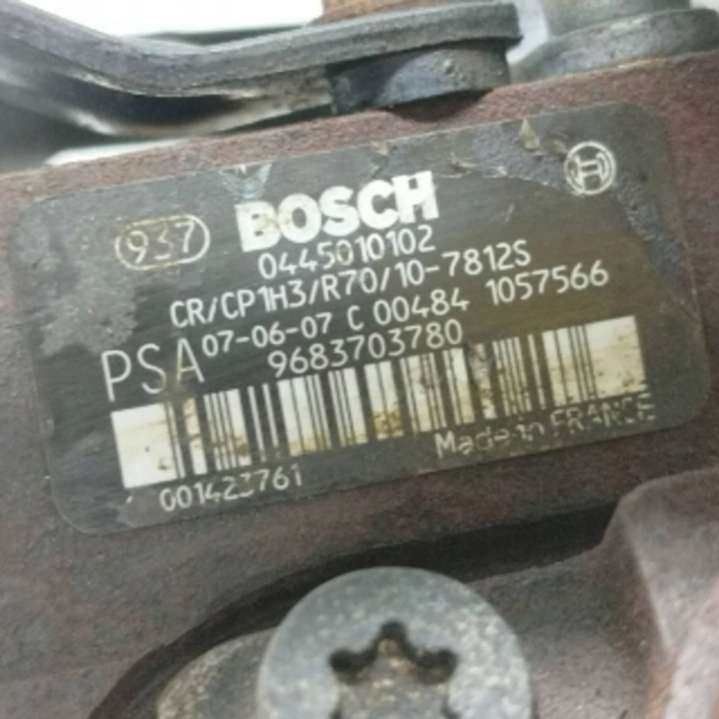 937
BOSCH
0445010102
CR/CP1H3/R70/10-7812S
07-06-07 C 00484 1057566
PSA 9683703780
Made in FRANCE
001423761